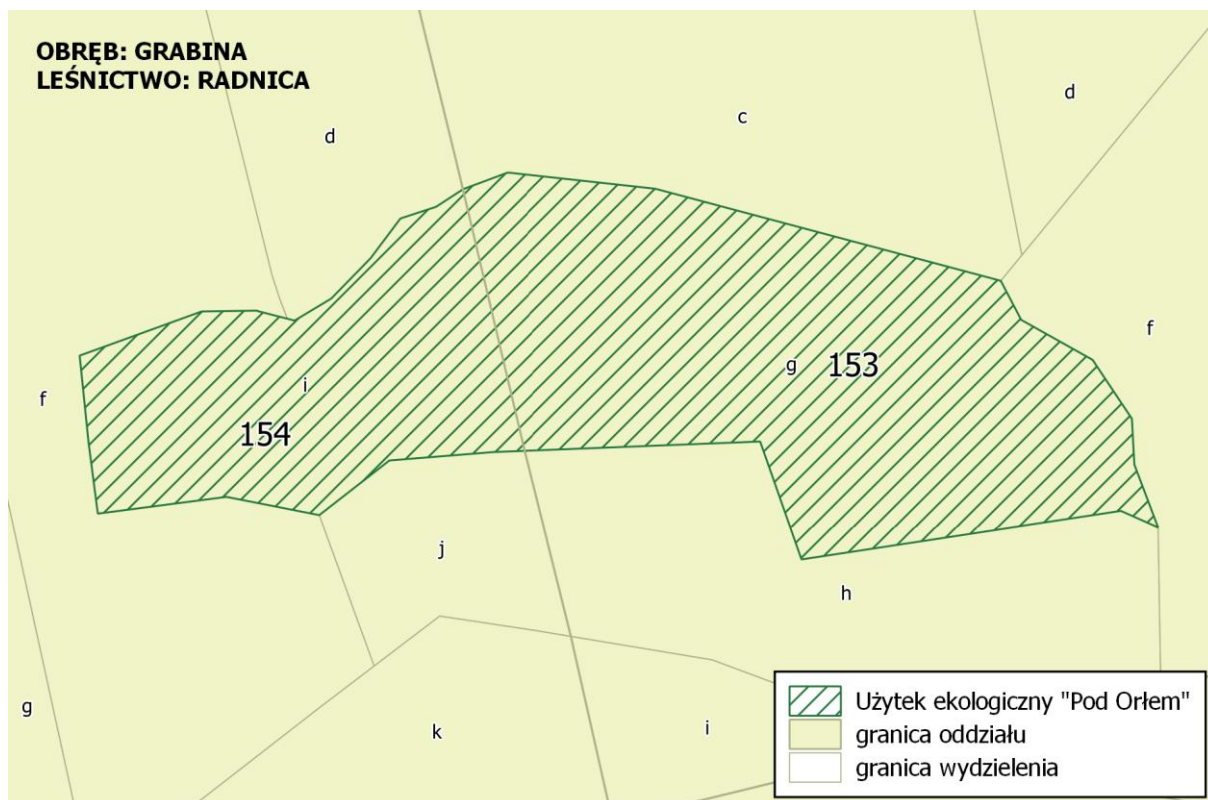 OBRĘB: GRABINA
LEŚNICTWO: RADNICA
d
c
d
f
g 153
i
f
154
j
h
g
k
i
Użytek ekologiczny "Pod Orłem"
granica oddziału
granica wydzielenia